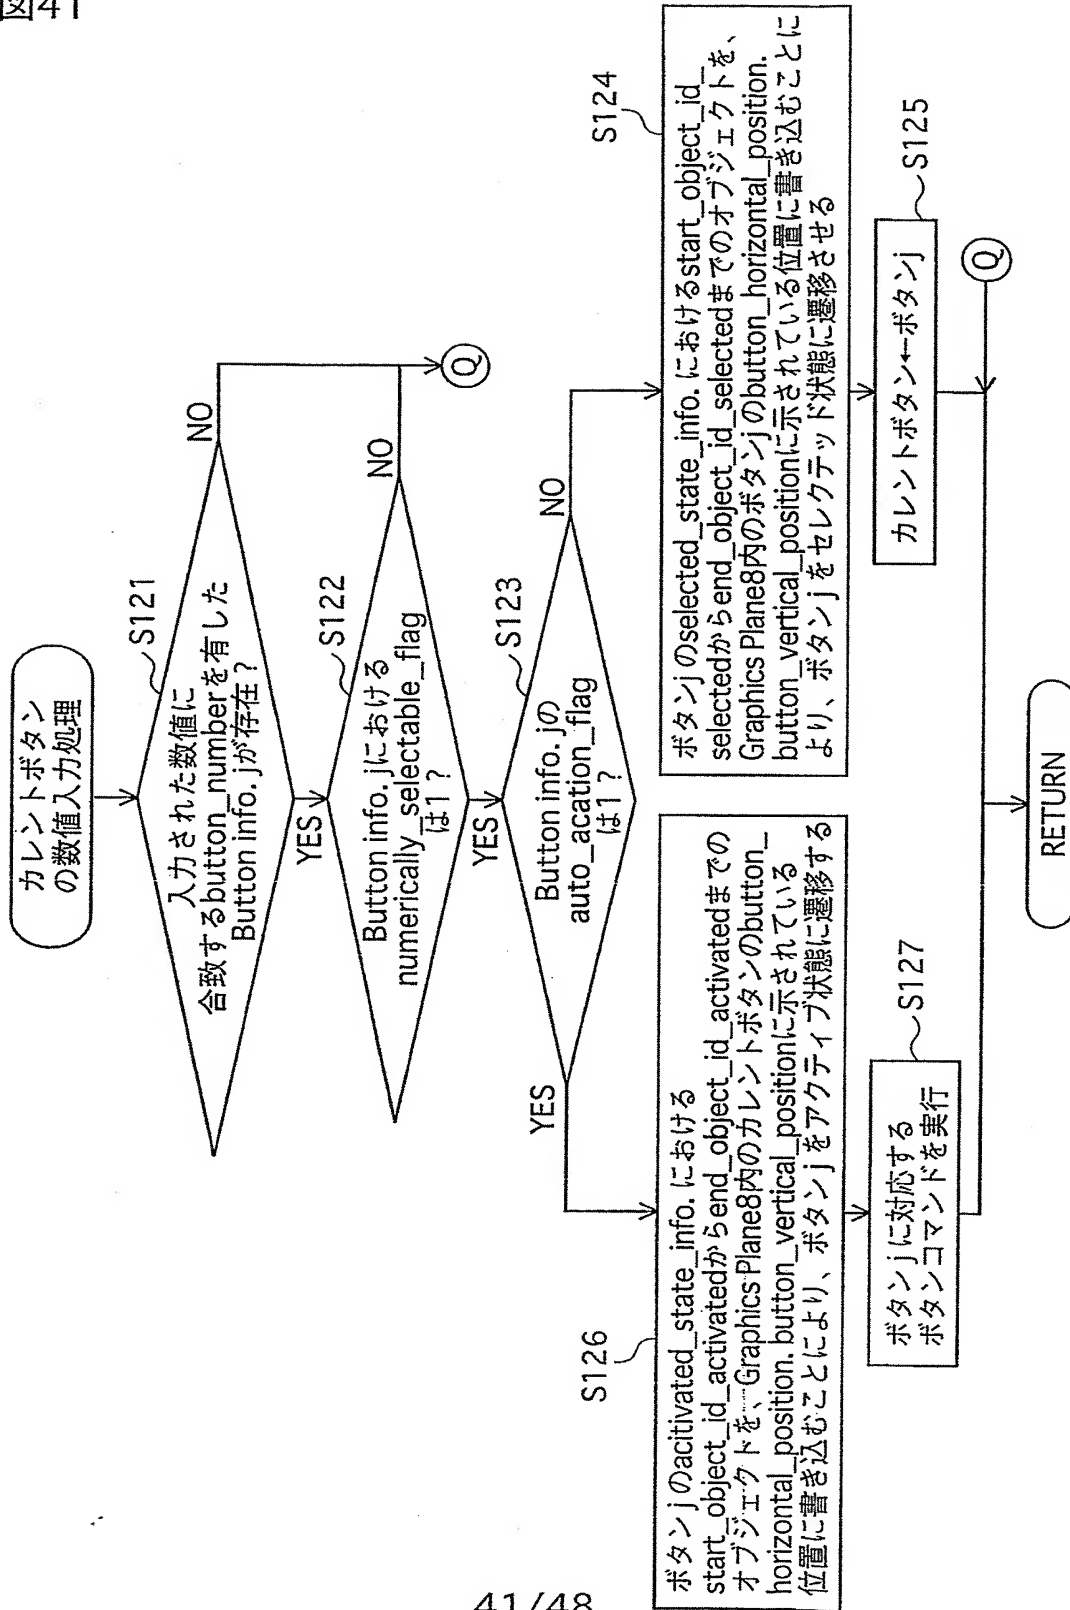 図41
カレントボタン
の数値入力処理
S121
入力された数値に
合致するbutton_numberを有した
Button info. jが存在？
NO
YES
S122
Button info. jにおける
numerically_selectable_flag
は1？
NO
Q
YES
S123
Button info. jの
auto_acation_flag
は1？
NO
YES
S124
ボタンjのselected_state_info. におけるstart_object_id_
selectedからend_object_id_selectedまでのオブジェクトを、
Graphics Plane8内のボタンjのbutton_horizontal_position.
button_vertical_positionに示されている位置に書き込むことに
より、ボタンjをセレクテッド状態に遷移させる
S125
カレントボタン←ボタンj
Q
S126
ボタンjのacitivated_state_info. における
start_object_id_activatedからend_object_id_activatedまでの
オブジェクトを、Graphics Plane8内のカレントボタンのbutton_
horizontal_position. button_vertical_positionに示されている
位置に書き込むことにより、ボタンjをアクティブ状態に遷移する
S127
ボタンjに対応する
ボタンコマンドを実行
RETURN
41/48